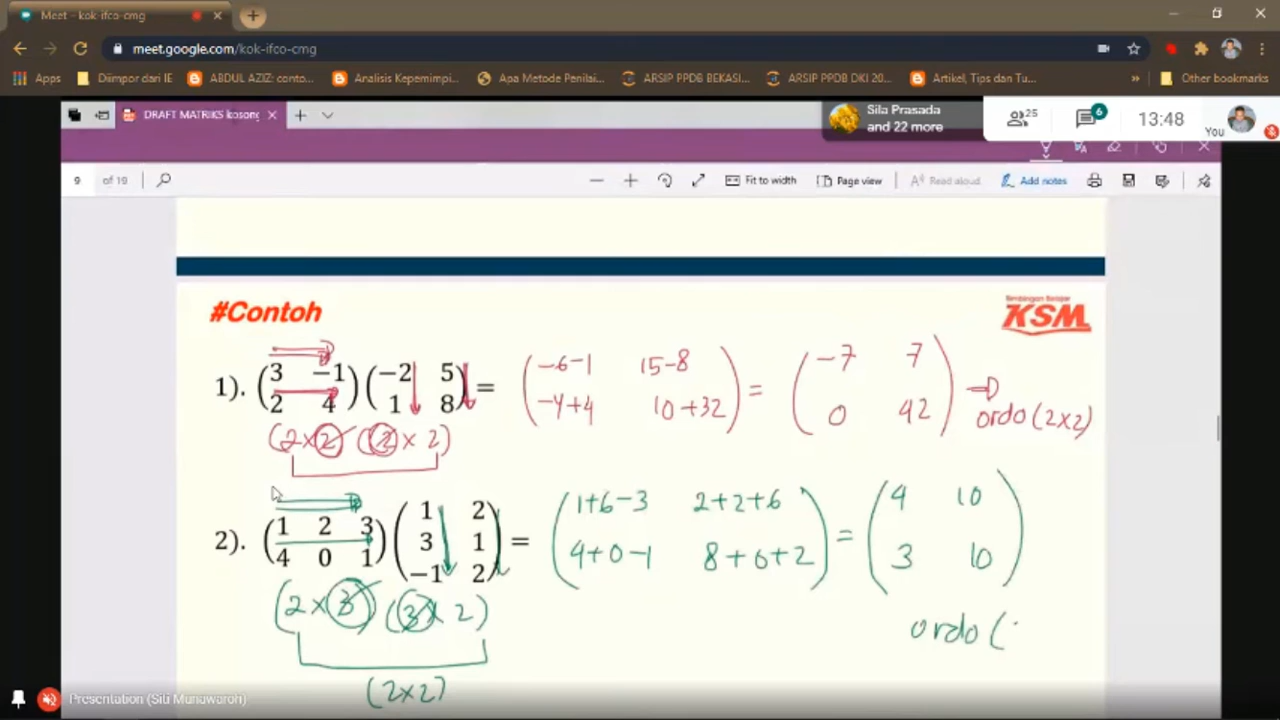 Meet – kok-ifco-cmg
meet.google.com/kok-ifco-cmg
Apps Diimpor dari IE ABDUL AZIZ: conto... Analisis Kepemimpi... Apa Metode Penilai... ARSIP PPDB BEKASI... ARSIP PPDB DKI 20... Artikel, Tips dan Tu... » Other bookmarks
DRAFT MATRIKS kosong
Sila Prasada
and 22 more
25 6 13:48 You
9 of 19 Fit to width Page view Read aloud Add notes
#Contoh
Bimbingan Belajar
KSM
1). (3 −1 / 2 4) (−2 5 / 1 8) = (−6−1 15−8 / −4+4 10+32) = (−7 7 / 0 42) ⇒ ordo (2x2)
(2 x 2) (2 x 2)
2). (1 2 3 / 4 0 1) (1 2 / 3 1 / −1 2) = (1+6−3 2+2+6 / 4+0−1 8+0+2) = (4 10 / 3 10)
(2 x 3) (3 x 2)
ordo (
(2x2)
Presentation (Siti Munawaroh)